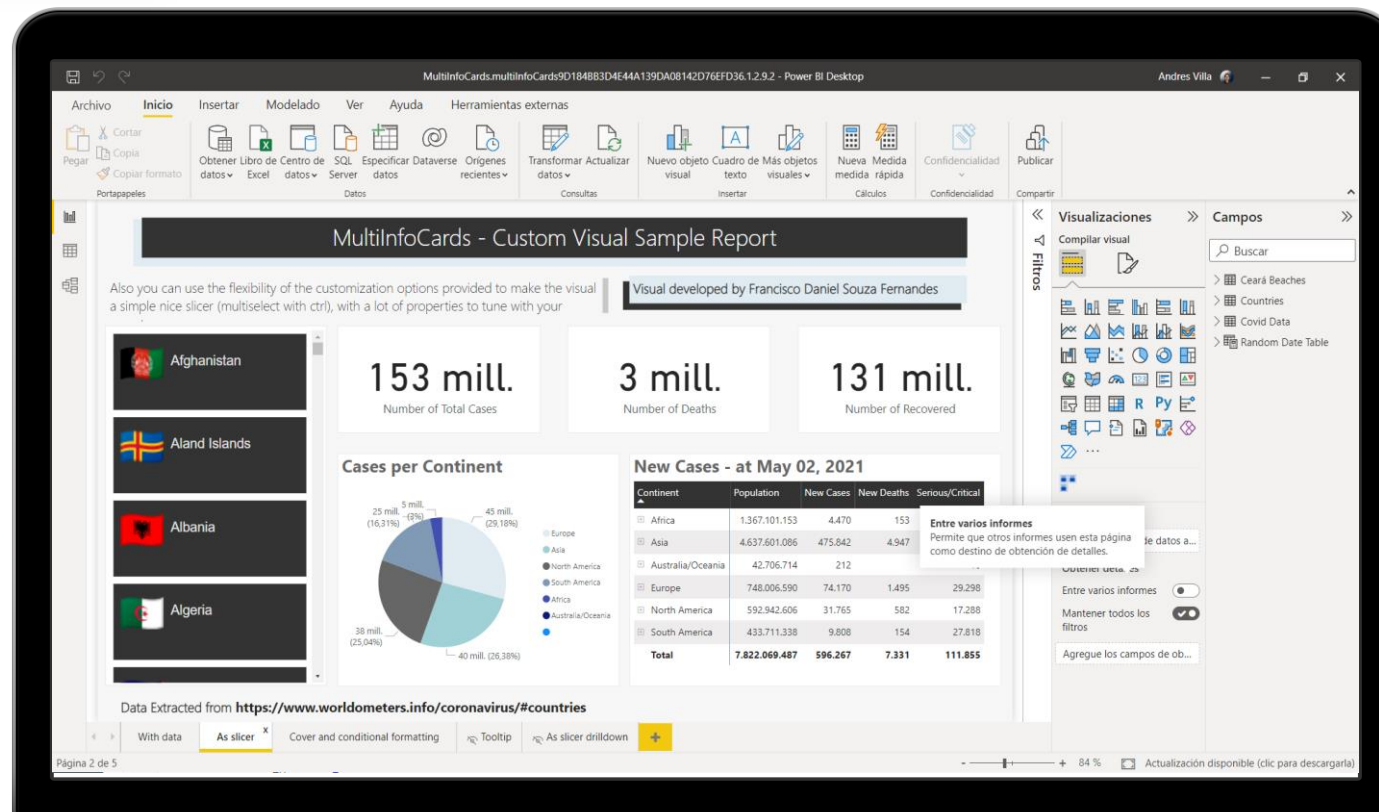 MultiInfoCards.multiInfoCards9D184BB3D4E44A139DA08142D76EFD36.1.2.9.2 - Power BI Desktop
Andres Villa
Archivo Inicio Insertar Modelado Ver Ayuda Herramientas externas
Pegar
Cortar
Copia
Copiar formato
Portapapeles
Obtener datos
Libro de Excel
Centro de datos
SQL Server
Especificar datos
Dataverse
Orígenes recientes
Datos
Transformar datos
Actualizar
Consultas
Nuevo objeto visual
Cuadro de texto
Más objetos visuales
Insertar
Nueva medida
Medida rápida
Cálculos
Confidencialidad
Confidencialidad
Publicar
Compartir
MultiInfoCards - Custom Visual Sample Report
Also you can use the flexibility of the customization options provided to make the visual
a simple nice slicer (multiselect with ctrl), with a lot of properties to tune with your
Visual developed by Francisco Daniel Souza Fernandes
Afghanistan
Aland Islands
Albania
Algeria
153 mill.
Number of Total Cases
3 mill.
Number of Deaths
131 mill.
Number of Recovered
Cases per Continent
5 mill.
(3%)
25 mill.
(16,31%)
45 mill.
(29,18%)
38 mill.
(25,04%)
40 mill. (26,38%)
Europe
Asia
North America
South America
Africa
Australia/Oceania
New Cases - at May 02, 2021
Continent Population New Cases New Deaths Serious/Critical
Africa 1.367.101.153 4.470 153
Asia 4.637.601.086 475.842 4.947
Australia/Oceania 42.706.714 212
Europe 748.006.590 74.170 1.495 29.298
North America 592.942.606 31.765 582 17.288
South America 433.711.338 9.808 154 27.818
Total 7.822.069.487 596.267 7.331 111.855
Entre varios informes
Permite que otros informes usen esta página
como destino de obtención de detalles.
Data Extracted from https://www.worldometers.info/coronavirus/#countries
Filtros
Visualizaciones
Compilar visual
123
R
Py
de datos a...
Obtener
Entre varios informes
Mantener todos los
filtros
Agregue los campos de ob...
Campos
Buscar
Ceará Beaches
Countries
Covid Data
Random Date Table
With data As slicer x Cover and conditional formatting Tooltip As slicer drilldown +
Página 2 de 5
- + 84 % Actualización disponible (clic para descargarla)